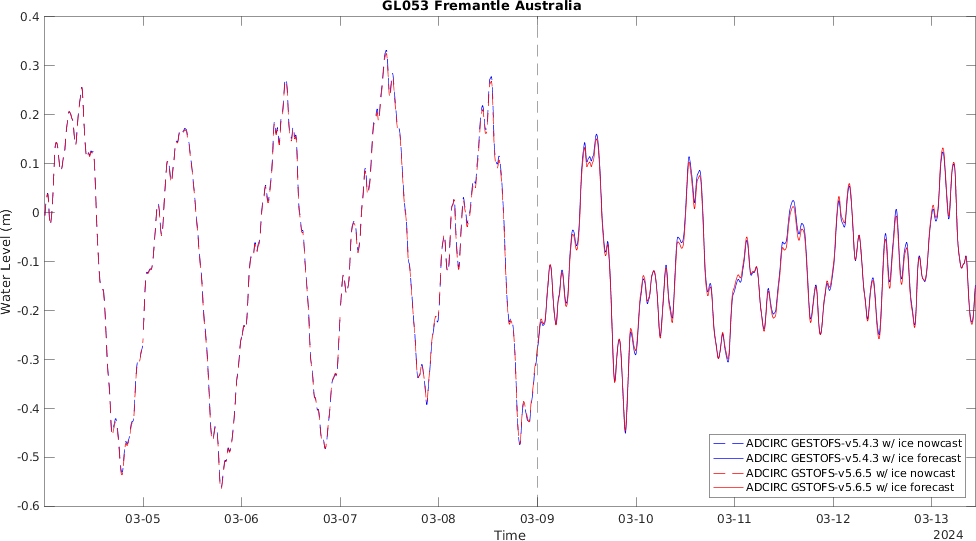 GL053 Fremantle Australia
0.4
0.3
0.2
0.1
0
-0.1
-0.2
-0.3
-0.4
-0.5
-0.6
Water Level (m)
ADCIRC GESTOFS-v5.4.3 w/ ice nowcast
ADCIRC GESTOFS-v5.4.3 w/ ice forecast
ADCIRC GSTOFS-v5.6.5 w/ ice nowcast
ADCIRC GSTOFS-v5.6.5 w/ ice forecast
03-05 03-06 03-07 03-08 03-09 03-10 03-11 03-12 03-13
Time 2024